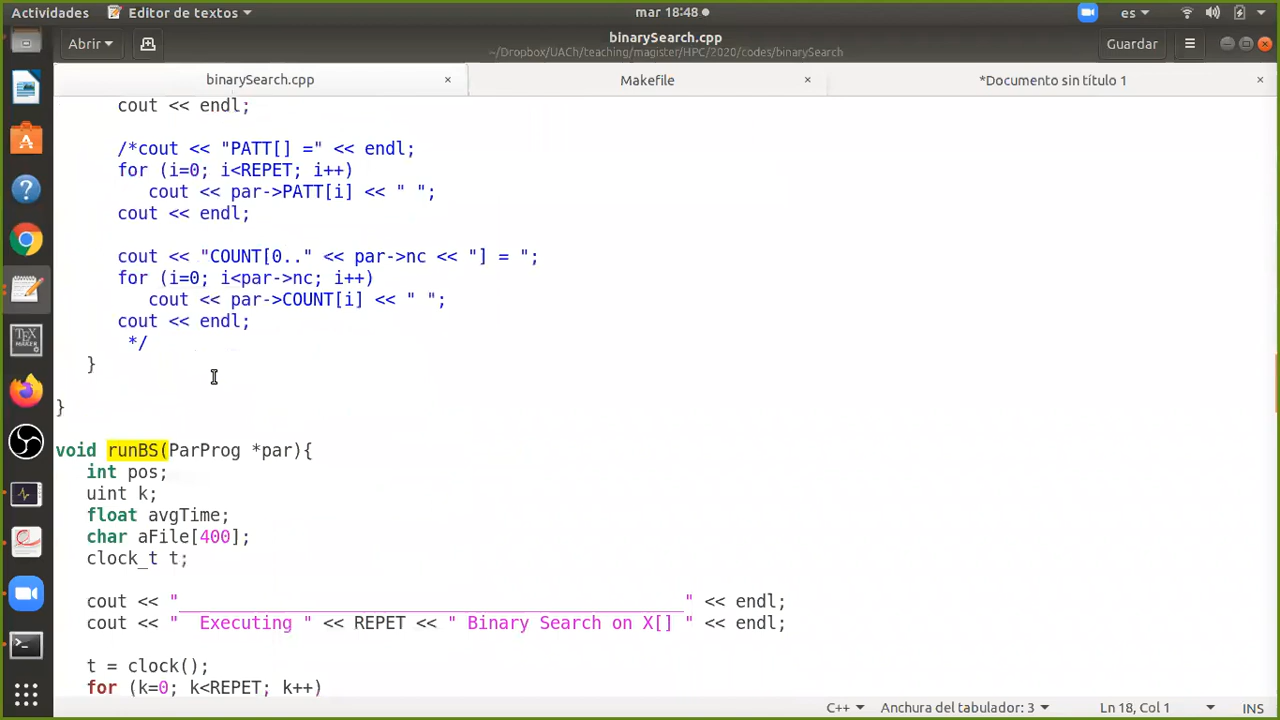 Actividades
Editor de textos
mar 18:48
es
Abrir
binarySearch.cpp
~/Dropbox/UACh/teaching/magister/HPC/2020/codes/binarySearch
Guardar
binarySearch.cpp ×
Makefile ×
*Documento sin título 1 ×
cout << endl;
/*cout << "PATT[] =" << endl;
for (i=0; i<REPET; i++)
cout << par->PATT[i] << " ";
cout << endl;
cout << "COUNT[0.." << par->nc << "] = ";
for (i=0; i<par->nc; i++)
cout << par->COUNT[i] << " ";
cout << endl;
*/
}
}
void runBS(ParProg *par){
int pos;
uint k;
float avgTime;
char aFile[400];
clock_t t;
cout << "_________________________________________________" << endl;
cout << "  Executing " << REPET << " Binary Search on X[] " << endl;
t = clock();
for (k=0; k<REPET; k++)
C++
Anchura del tabulador: 3
Ln 18, Col 1
INS
TEX